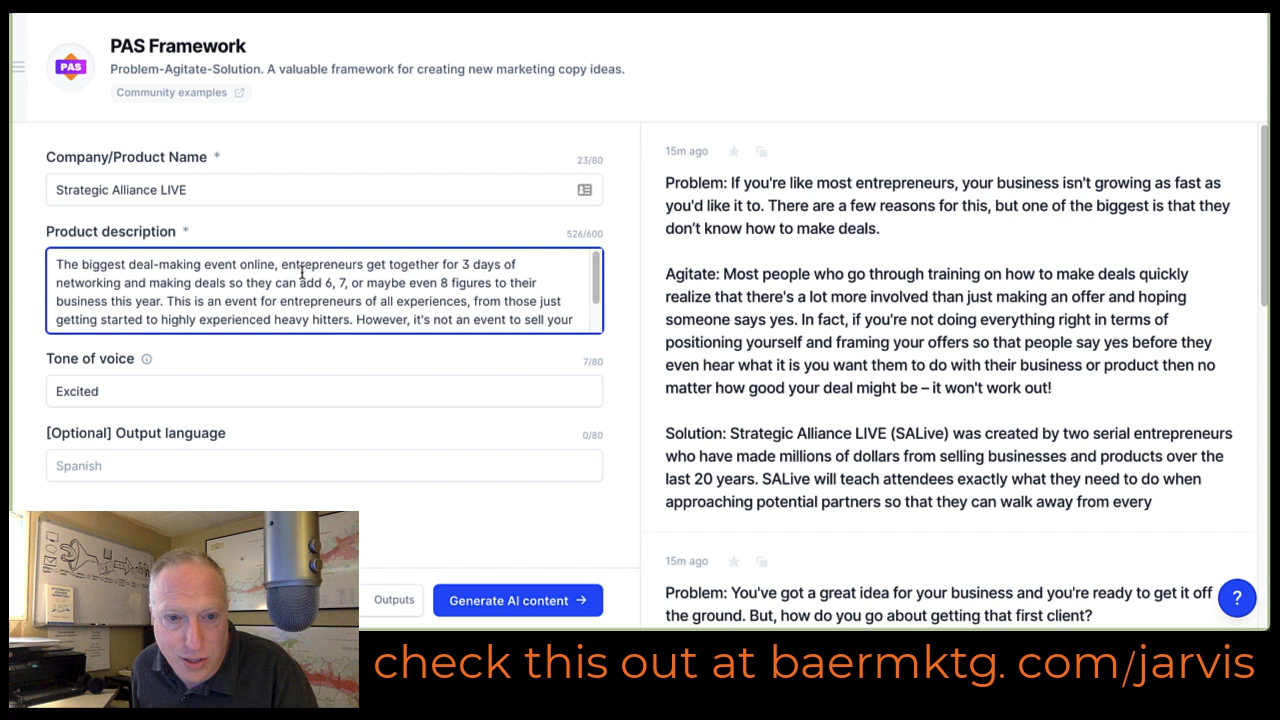 PAS Framework
PAS
Problem-Agitate-Solution. A valuable framework for creating new marketing copy ideas.
Community examples
Company/Product Name *
23/80
Strategic Alliance LIVE
Product description *
526/600
The biggest deal-making event online, entrepreneurs get together for 3 days of
networking and making deals so they can add 6, 7, or maybe even 8 figures to their
business this year. This is an event for entrepreneurs of all experiences, from those just
getting started to highly experienced heavy hitters. However, it's not an event to sell your
Tone of voice
7/80
Excited
[Optional] Output language
0/80
Spanish
Outputs
Generate AI content →
15m ago
Problem: If you're like most entrepreneurs, your business isn't growing as fast as
you'd like it to. There are a few reasons for this, but one of the biggest is that they
don't know how to make deals.
Agitate: Most people who go through training on how to make deals quickly
realize that there's a lot more involved than just making an offer and hoping
someone says yes. In fact, if you're not doing everything right in terms of
positioning yourself and framing your offers so that people say yes before they
even hear what it is you want them to do with their business or product then no
matter how good your deal might be – it won't work out!
Solution: Strategic Alliance LIVE (SALive) was created by two serial entrepreneurs
who have made millions of dollars from selling businesses and products over the
last 20 years. SALive will teach attendees exactly what they need to do when
approaching potential partners so that they can walk away from every
15m ago
Problem: You've got a great idea for your business and you're ready to get it off
the ground. But, how do you go about getting that first client?
?
check this out at baermktg. com/jarvis